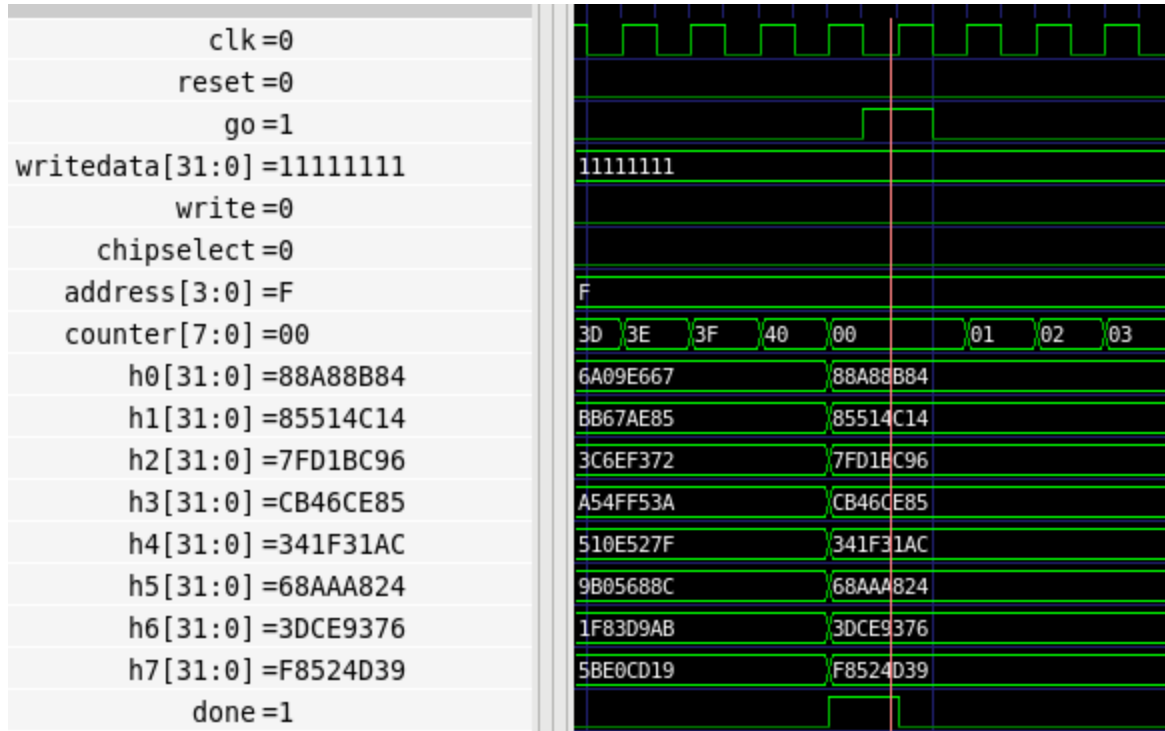 clk =0
reset =0
go =1
writedata[31:0] =11111111 11111111
write =0
chipselect =0
address[3:0] =F F
counter[7:0] =00 3D 3E 3F 40 00 01 02 03
h0[31:0] =88A88B84 6A09E667 88A88B84
h1[31:0] =85514C14 BB67AE85 85514C14
h2[31:0] =7FD1BC96 3C6EF372 7FD1BC96
h3[31:0] =CB46CE85 A54FF53A CB46CE85
h4[31:0] =341F31AC 510E527F 341F31AC
h5[31:0] =68AAA824 9B05688C 68AAA824
h6[31:0] =3DCE9376 1F83D9AB 3DCE9376
h7[31:0] =F8524D39 5BE0CD19 F8524D39
done =1